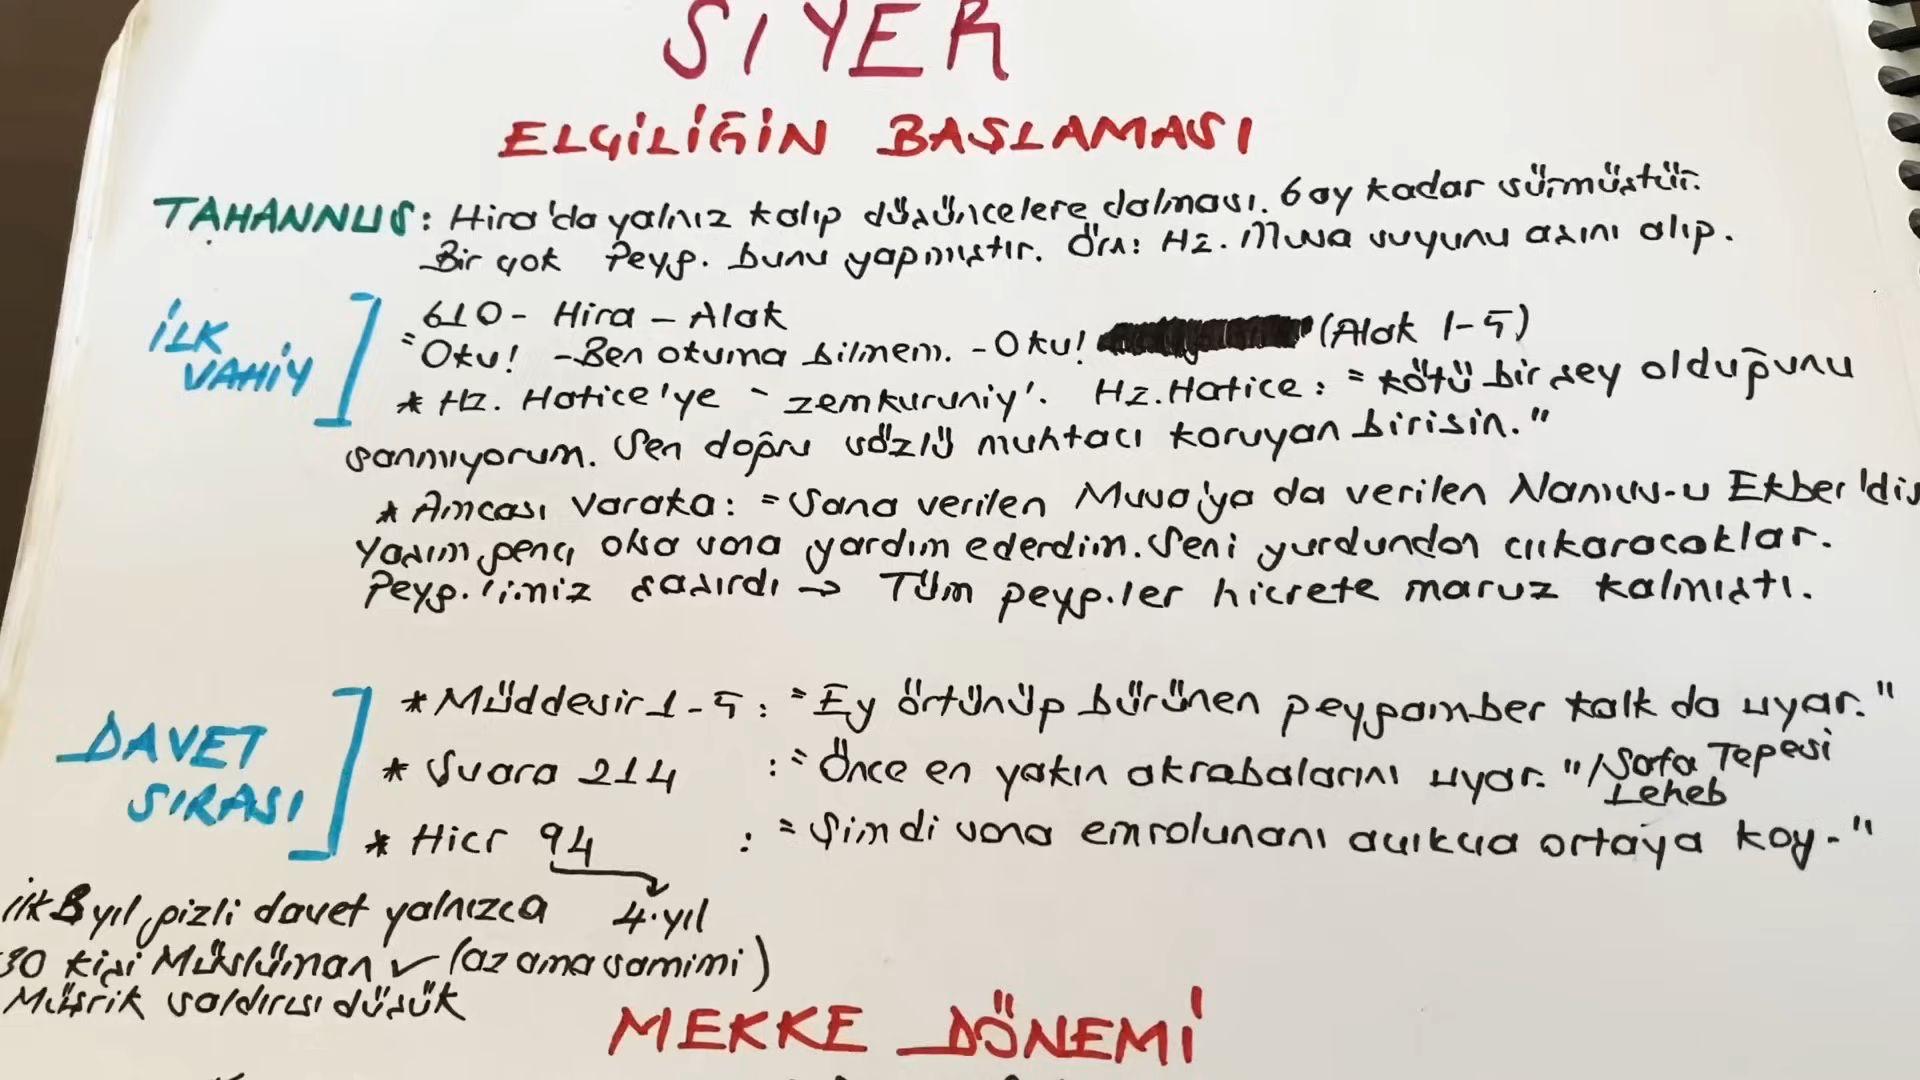 SİYER
ELÇİLİĞİN BAŞLAMASI
TAHANNUS: Hira'da yalnız kalıp düşüncelere dalması. 6 ay kadar sürmüştür.
Bir çok Peyg. bunu yapmıştır. Örn: Hz. Musa suyunu aşını alıp.
İLK VAHİY
610 - Hira - Alak
"Oku! -Ben okuma bilmem. -Oku! (Alak 1-5)
* Hz. Hatice'ye "zemkuruniy". Hz. Hatice: "kötü bir şey olduğunu
sanmıyorum. Sen doğru sözlü muhtacı koruyan birisin."
* Amcası Varaka: "Sana verilen Musa'ya da verilen Namus-u Ekber'dir
Yaşım genç olsa sana yardım ederdim. Seni yurdundan çıkaracaklar.
Peyg.'imiz şaşırdı → Tüm peyg.ler hicrete maruz kalmıştı.
DAVET SIRASI
* Müddesir 1-5 : "Ey örtünüp bürünen peygamber kalk da uyar."
* Şuara 214 : "Önce en yakın akrabalarını uyar." / Safa Tepesi
Leheb
* Hicr 94 : "Şimdi sana emrolunanı açıkça ortaya koy."
4. yıl
ilk 3 yıl gizli davet yalnızca
30 kişi Müslüman ✓ (az ama samimi)
Müşrik saldırısı düşük
MEKKE DÖNEMİ